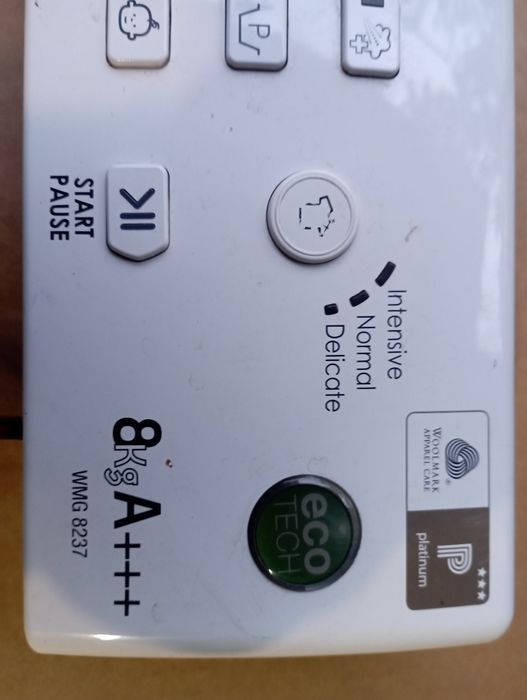 P
START
PAUSE
Intensive
Normal
Delicate
8Kg A+++
WMG 8237
eco
TECH
WOOLMARK
APPAREL CARE
®
P
platinum